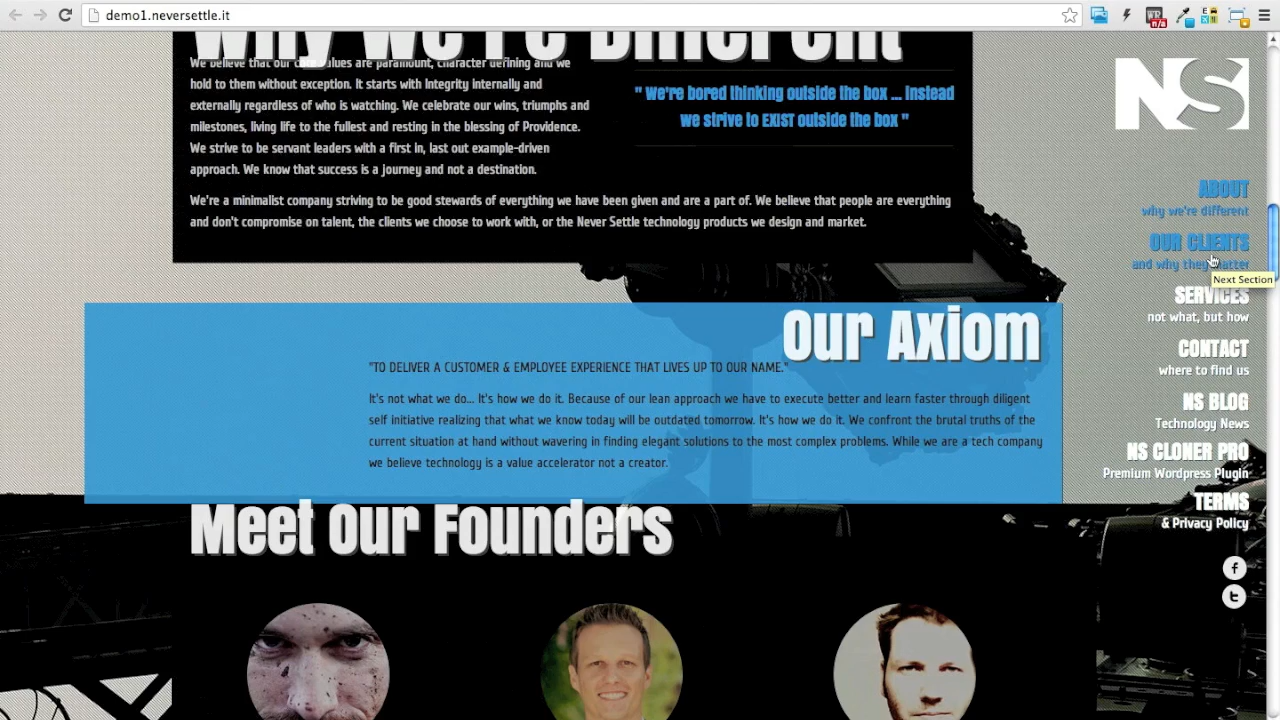 demo1.neversettle.it
Why We're Different
We believe that our core values are paramount, character defining and we
hold to them without exception. It starts with Integrity internally and
externally regardless of who is watching. We celebrate our wins, triumphs and
milestones, living life to the fullest and resting in the blessing of Providence.
We strive to be servant leaders with a first in, last out example-driven
approach. We know that success is a journey and not a destination.
" We're bored thinking outside the box ... instead
we strive to EXIST outside the box "
We're a minimalist company striving to be good stewards of everything we have been given and are a part of. We believe that people are everything
and don't compromise on talent, the clients we choose to work with, or the Never Settle technology products we design and market.
Our Axiom
"TO DELIVER A CUSTOMER & EMPLOYEE EXPERIENCE THAT LIVES UP TO OUR NAME."
It's not what we do... It's how we do it. Because of our lean approach we have to execute better and learn faster through diligent
self initiative realizing that what we know today will be outdated tomorrow. It's how we do it. We confront the brutal truths of the
current situation at hand without wavering in finding elegant solutions to the most complex problems. While we are a tech company
we believe technology is a value accelerator not a creator.
Meet Our Founders
NS
ABOUT
why we're different
OUR CLIENTS
and why they matter
Next Section
SERVICES
not what, but how
CONTACT
where to find us
NS BLOG
Technology News
NS CLONER PRO
Premium Wordpress Plugin
TERMS
& Privacy Policy